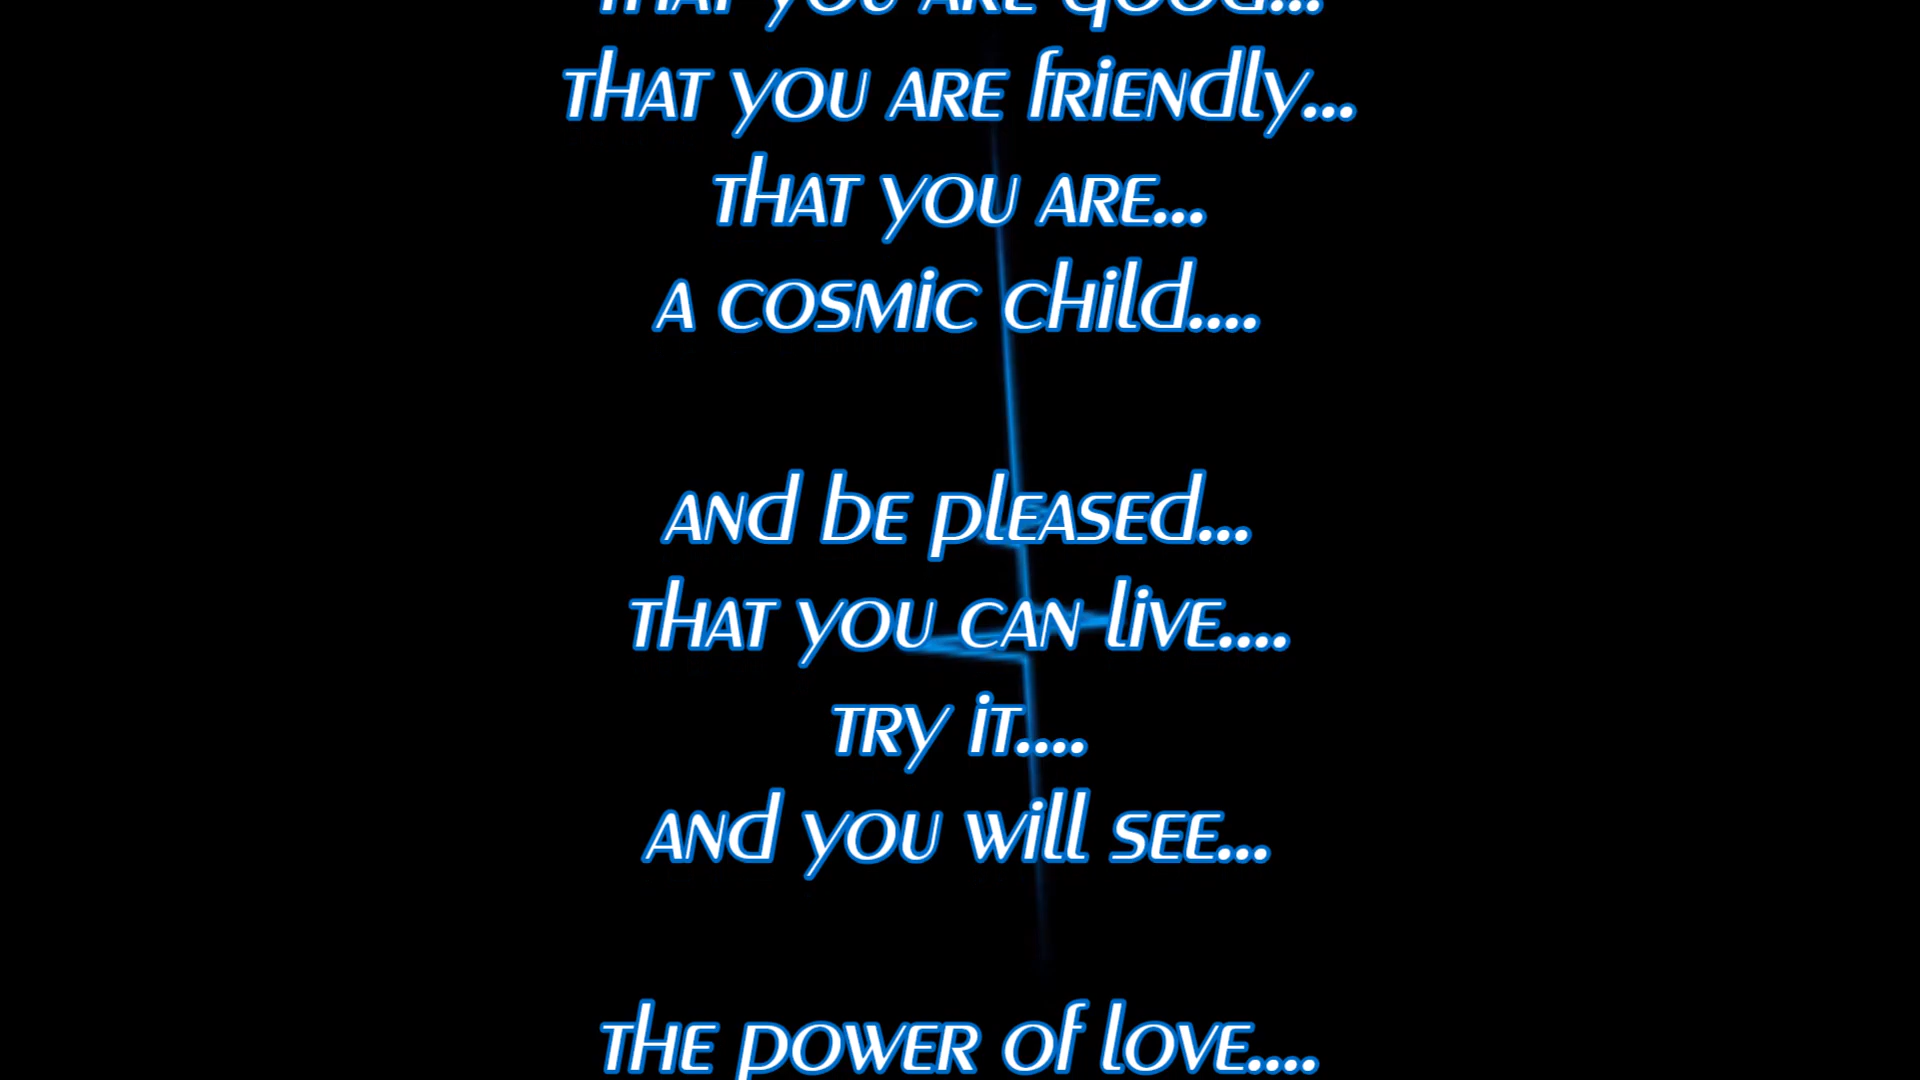 that you are good...
that you are friendly...
that you are...
a cosmic child....
and be pleased...
that you can live....
try it....
and you will see...
the power of love....